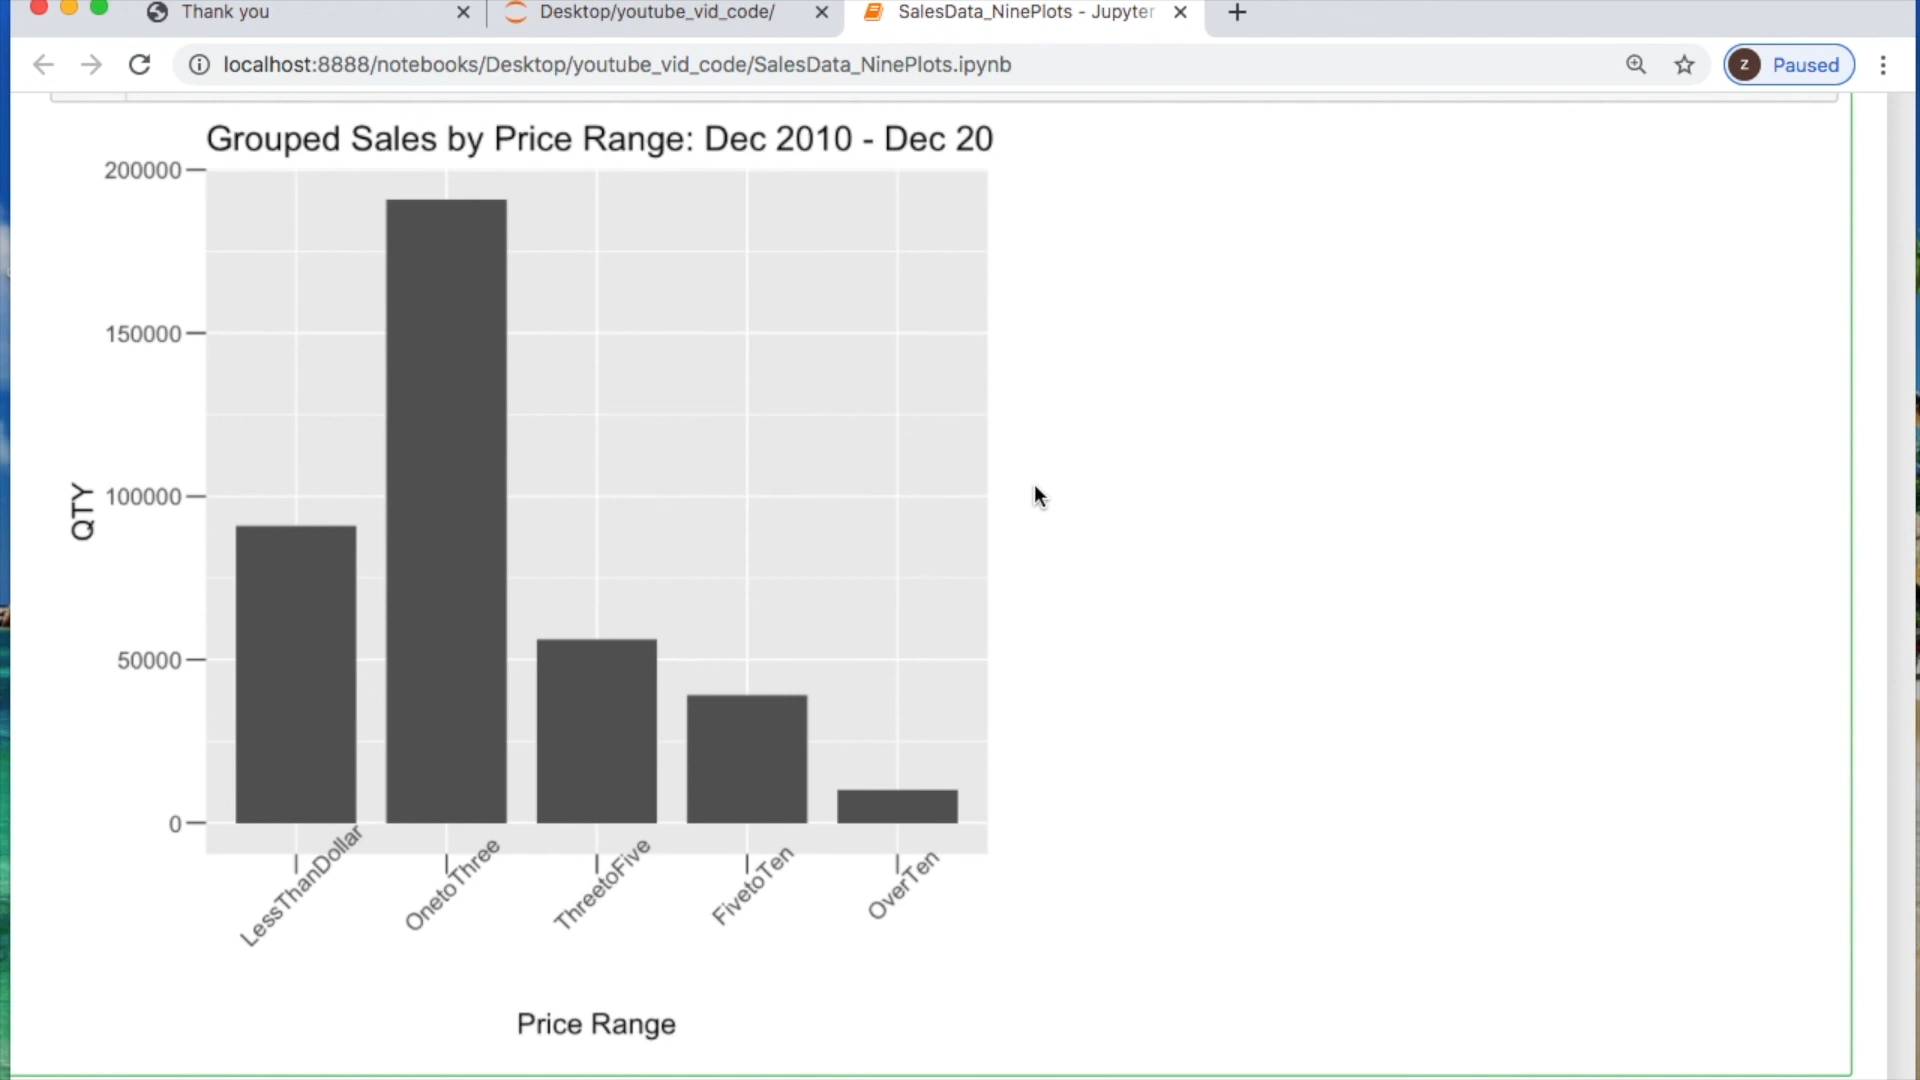 Thank you
Desktop/youtube_vid_code/
SalesData_NinePlots - Jupyter
localhost:8888/notebooks/Desktop/youtube_vid_code/SalesData_NinePlots.ipynb
z
Paused
Grouped Sales by Price Range: Dec 2010 - Dec 20
200000
150000
100000
50000
0
QTY
LessThanDollar
OnetoThree
ThreetoFive
FivetoTen
OverTen
Price Range